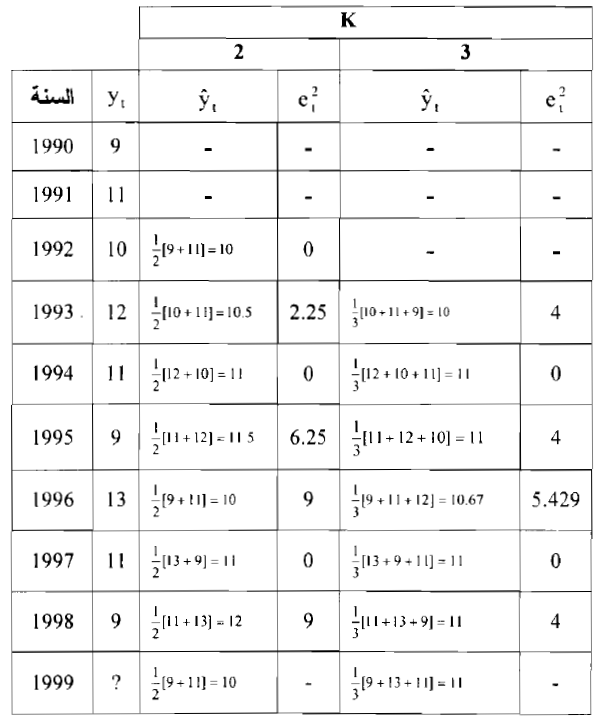 K
2 3
السنة y_t ŷ_t e_t^2 ŷ_t e_t^2
1990 9 - - - -
1991 11 - - - -
1992 10 1/2[9+11]=10 0 - -
1993 12 1/2[10+11]=10.5 2.25 1/3[10+11+9]=10 4
1994 11 1/2[12+10]=11 0 1/3[12+10+11]=11 0
1995 9 1/2[11+12]=11.5 6.25 1/3[11+12+10]=11 4
1996 13 1/2[9+11]=10 9 1/3[9+11+12]=10.67 5.429
1997 11 1/2[13+9]=11 0 1/3[13+9+11]=11 0
1998 9 1/2[11+13]=12 9 1/3[11+13+9]=11 4
1999 ? 1/2[9+11]=10 - 1/3[9+13+11]=11 -